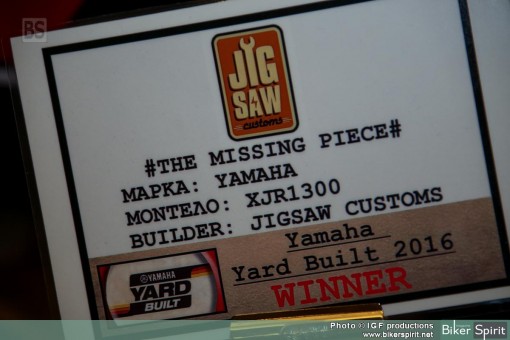 BS
JIG
SAW
customs
#THE MISSING PIECE#
ΜΑΡΚΑ: YAMAHA
ΜΟΝΤΕΛΟ: XJR1300
BUILDER: JIGSAW CUSTOMS
Yamaha
Yard Built 2016
WINNER
YAMAHA
YARD
BUILT
Photo © IGF productions
www.bikerspirit.net
Biker Spirit